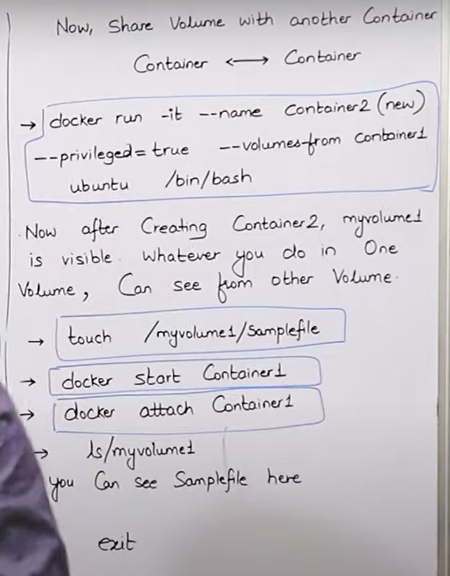 Now, Share Volume with another Container
Container ⟷ Container
→ docker run -it --name Container2 (new)
--privileged=true --volumes-from Container1
ubuntu /bin/bash
Now after Creating Container2, myvolume1
is visible. Whatever you do in One
Volume, Can see from other Volume.
→ touch /myvolume1/Samplefile
→ docker start Container1
→ docker attach Container1
→ ls/myvolume1
you Can see Samplefile here
exit